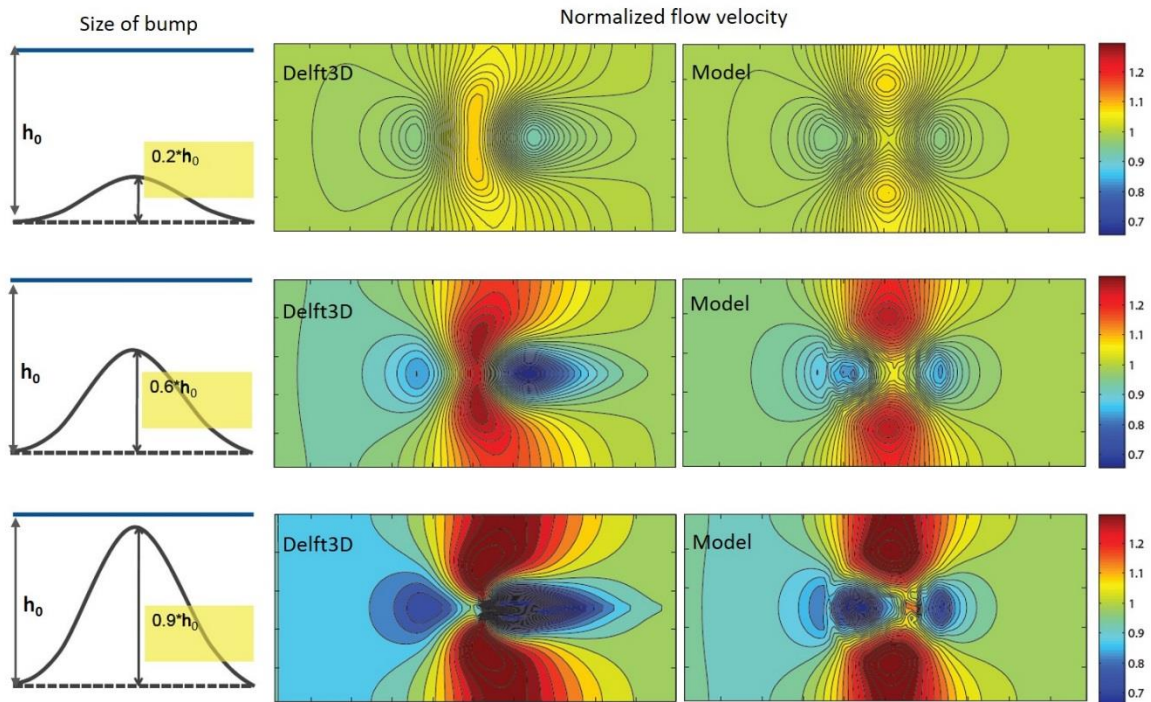 Size of bump
Normalized flow velocity
h0
0.2*h0
Delft3D
Model
1.2
1.1
1
0.9
0.8
0.7
h0
0.6*h0
Delft3D
Model
1.2
1.1
1
0.9
0.8
0.7
h0
0.9*h0
Delft3D
Model
1.2
1.1
1
0.9
0.8
0.7